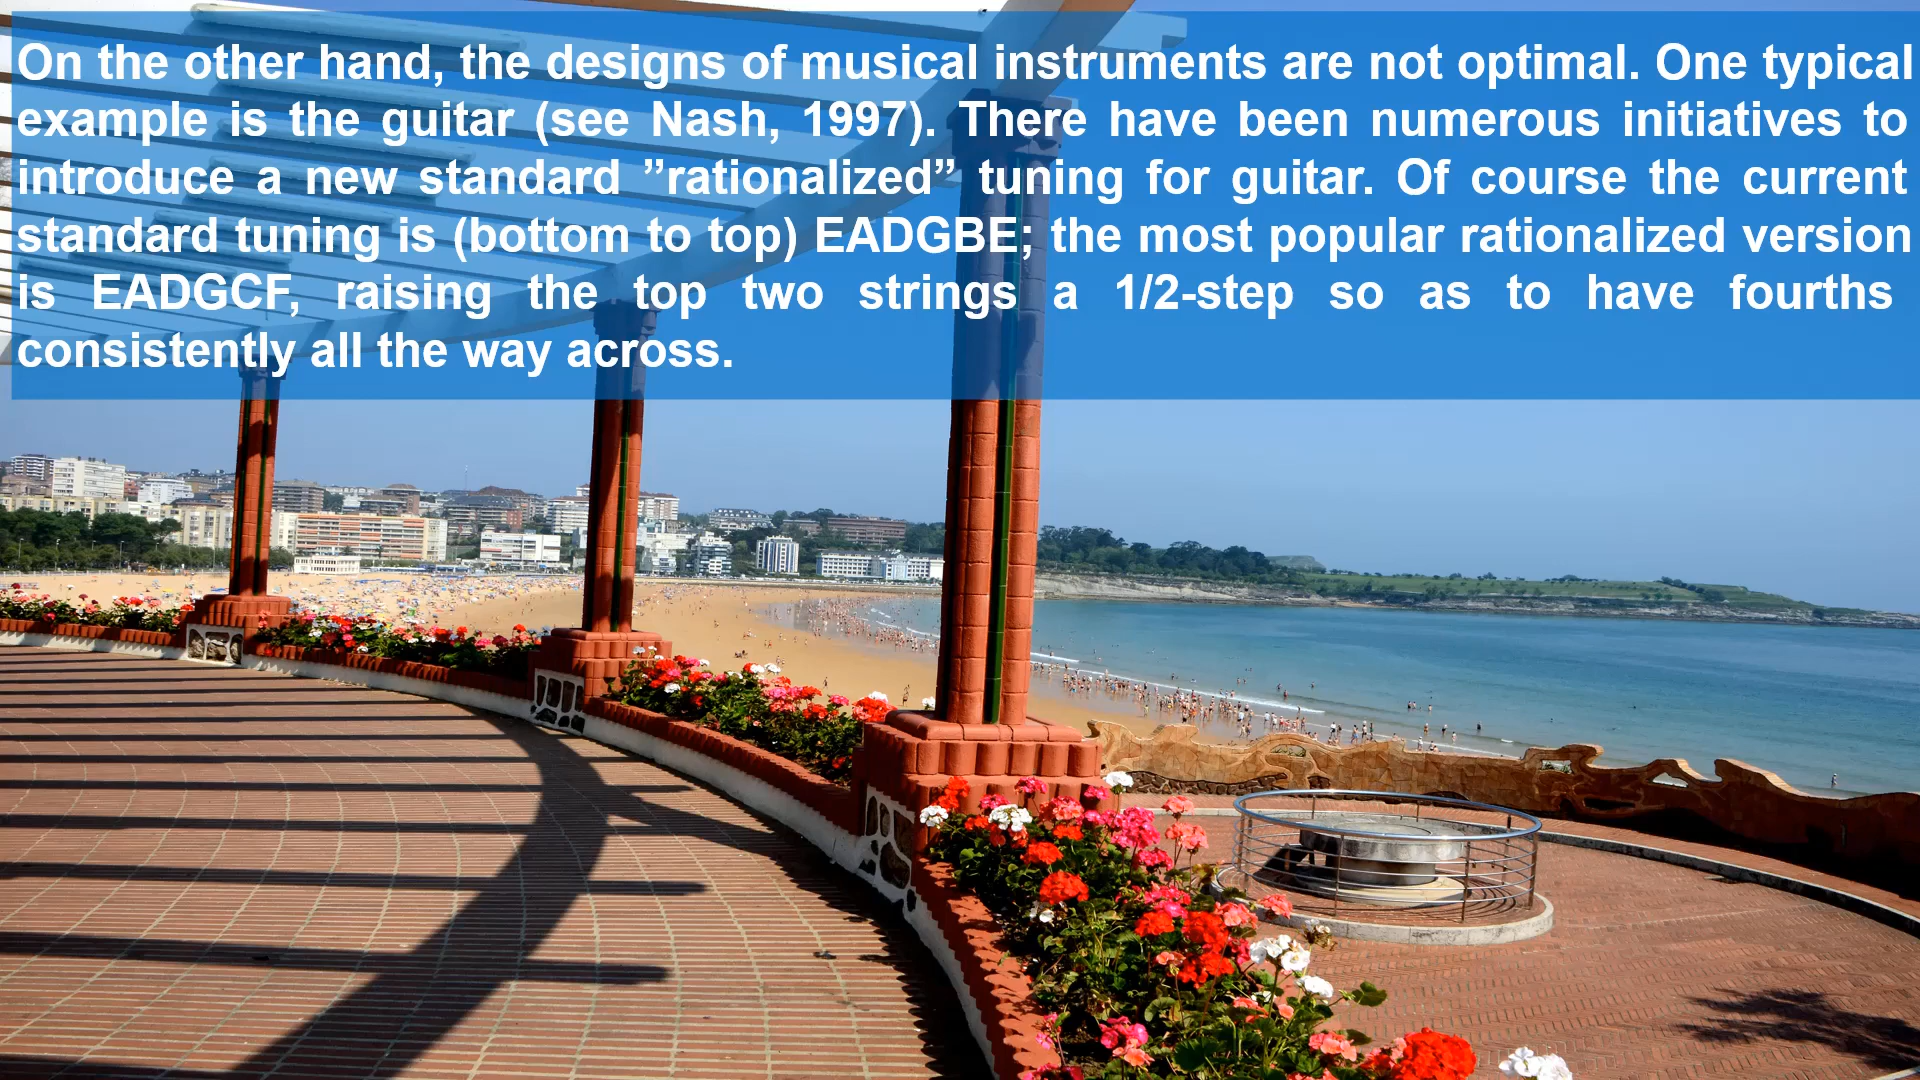 On the other hand, the designs of musical instruments are not optimal. One typical
example is the guitar (see Nash, 1997). There have been numerous initiatives to
introduce a new standard ”rationalized” tuning for guitar. Of course the current
standard tuning is (bottom to top) EADGBE; the most popular rationalized version
is EADGCF, raising the top two strings a 1/2-step so as to have fourths
consistently all the way across.